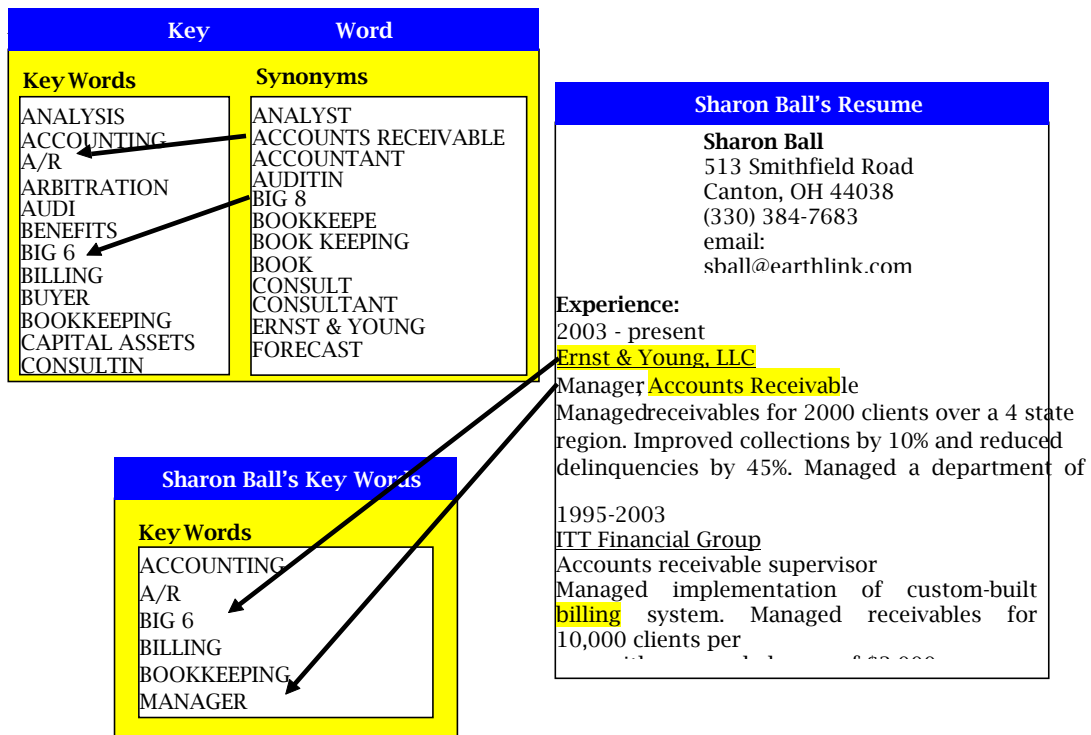 Key Word
Key Words
ANALYSIS
ACCOUNTING
A/R
ARBITRATION
AUDI
BENEFITS
BIG 6
BILLING
BUYER
BOOKKEEPING
CAPITAL ASSETS
CONSULTIN
Synonyms
ANALYST
ACCOUNTS RECEIVABLE
ACCOUNTANT
AUDITIN
BIG 8
BOOKKEEPE
BOOK KEEPING
BOOK
CONSULT
CONSULTANT
ERNST & YOUNG
FORECAST
Sharon Ball's Resume
Sharon Ball
513 Smithfield Road
Canton, OH 44038
(330) 384-7683
email:
sball@earthlink.com
Experience:
2003 - present
Ernst & Young, LLC
Manager, Accounts Receivable
Managedreceivables for 2000 clients over a 4 state
region. Improved collections by 10% and reduced
delinquencies by 45%. Managed a department of
1995-2003
ITT Financial Group
Accounts receivable supervisor
Managed implementation of custom-built
billing system. Managed receivables for
10,000 clients per
Sharon Ball's Key Words
Key Words
ACCOUNTING
A/R
BIG 6
BILLING
BOOKKEEPING
MANAGER